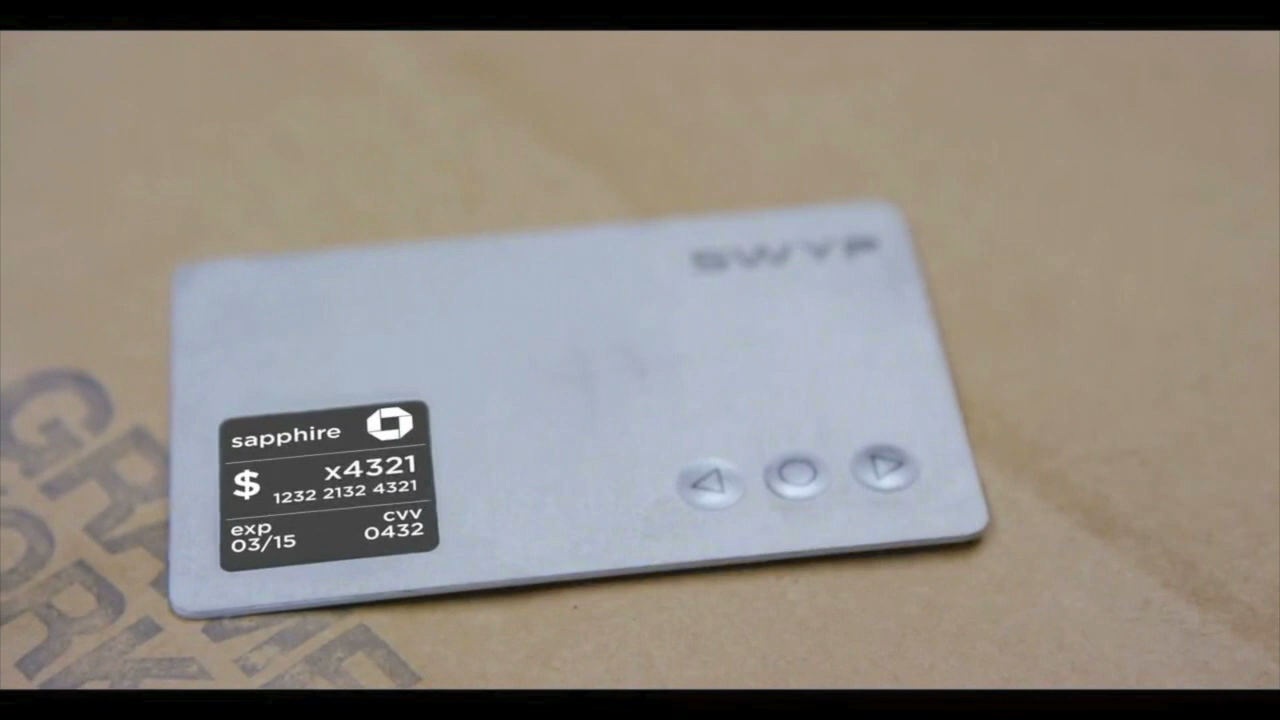 SWYP
sapphire
$ x4321
1232 2132 4321
exp cvv
03/15 0432